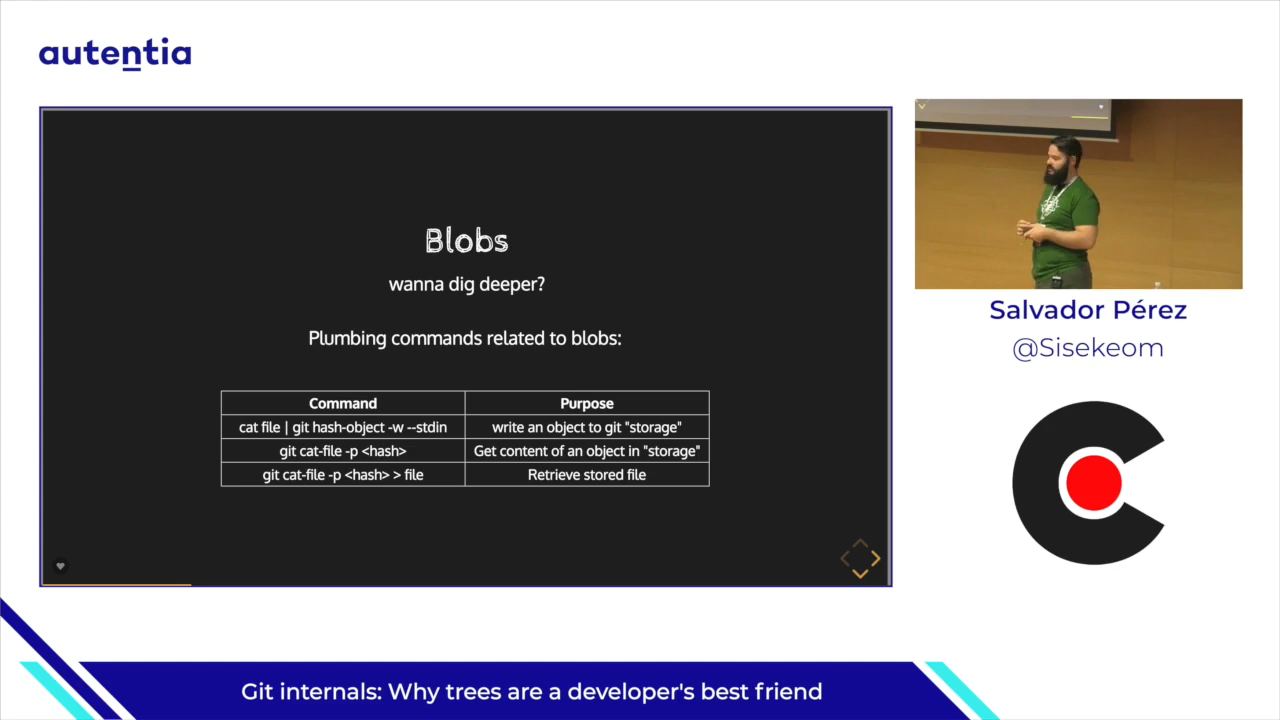 autentia
Blobs
wanna dig deeper?
Plumbing commands related to blobs:
Command Purpose
cat file | git hash-object -w --stdin write an object to git "storage"
git cat-file -p <hash> Get content of an object in "storage"
git cat-file -p <hash> > file Retrieve stored file
Salvador Pérez
@Sisekeom
Git internals: Why trees are a developer's best friend